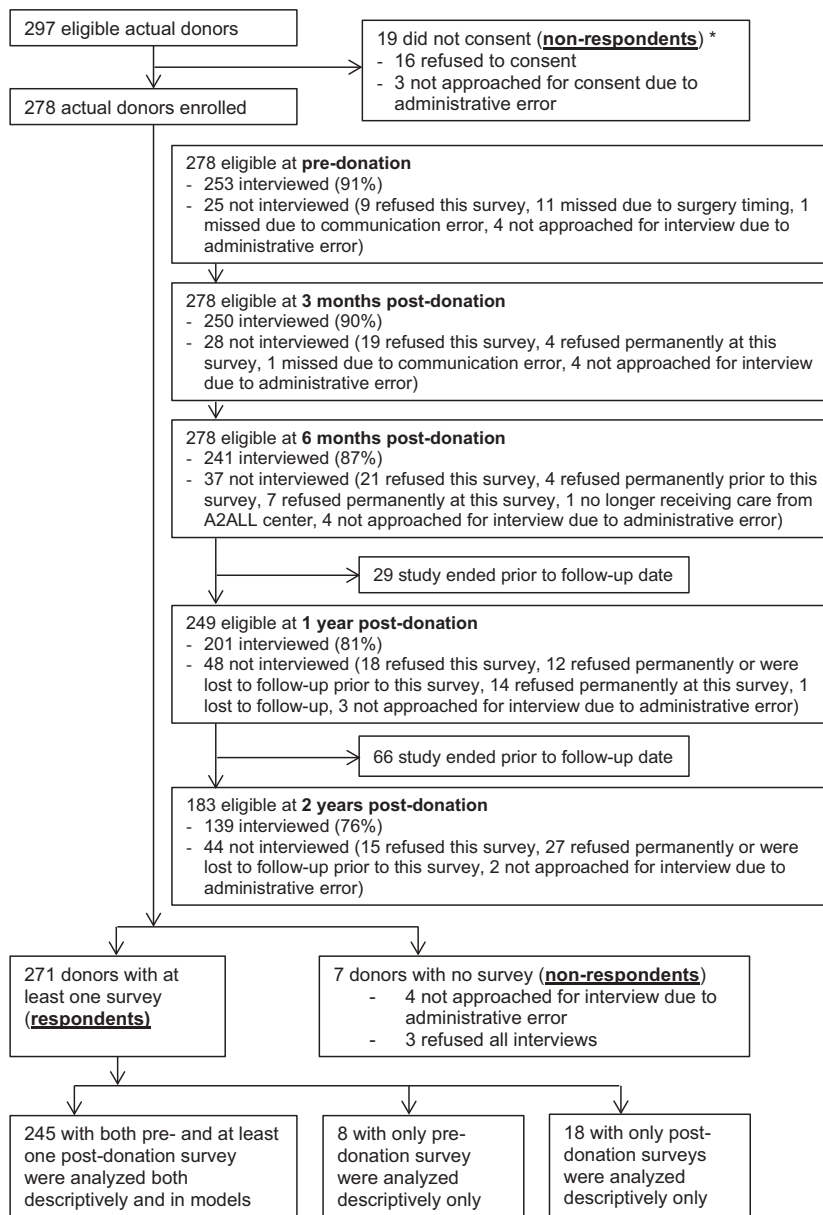 297 eligible actual donors
19 did not consent (non-respondents) *
- 16 refused to consent
- 3 not approached for consent due to
administrative error
278 actual donors enrolled
278 eligible at pre-donation
- 253 interviewed (91%)
- 25 not interviewed (9 refused this survey, 11 missed due to surgery timing, 1
missed due to communication error, 4 not approached for interview due to
administrative error)
278 eligible at 3 months post-donation
- 250 interviewed (90%)
- 28 not interviewed (19 refused this survey, 4 refused permanently at this
survey, 1 missed due to communication error, 4 not approached for interview
due to administrative error)
278 eligible at 6 months post-donation
- 241 interviewed (87%)
- 37 not interviewed (21 refused this survey, 4 refused permanently prior to this
survey, 7 refused permanently at this survey, 1 no longer receiving care from
A2ALL center, 4 not approached for interview due to administrative error)
29 study ended prior to follow-up date
249 eligible at 1 year post-donation
- 201 interviewed (81%)
- 48 not interviewed (18 refused this survey, 12 refused permanently or were
lost to follow-up prior to this survey, 14 refused permanently at this survey, 1
lost to follow-up, 3 not approached for interview due to administrative error)
66 study ended prior to follow-up date
183 eligible at 2 years post-donation
- 139 interviewed (76%)
- 44 not interviewed (15 refused this survey, 27 refused permanently or were
lost to follow-up prior to this survey, 2 not approached for interview due to
administrative error)
271 donors with at
least one survey
(respondents)
7 donors with no survey (non-respondents)
- 4 not approached for interview due to
administrative error
- 3 refused all interviews
245 with both pre- and at least
one post-donation survey
were analyzed both
descriptively and in models
8 with only pre-
donation survey
were analyzed
descriptively only
18 with only post-
donation surveys
were analyzed
descriptively only